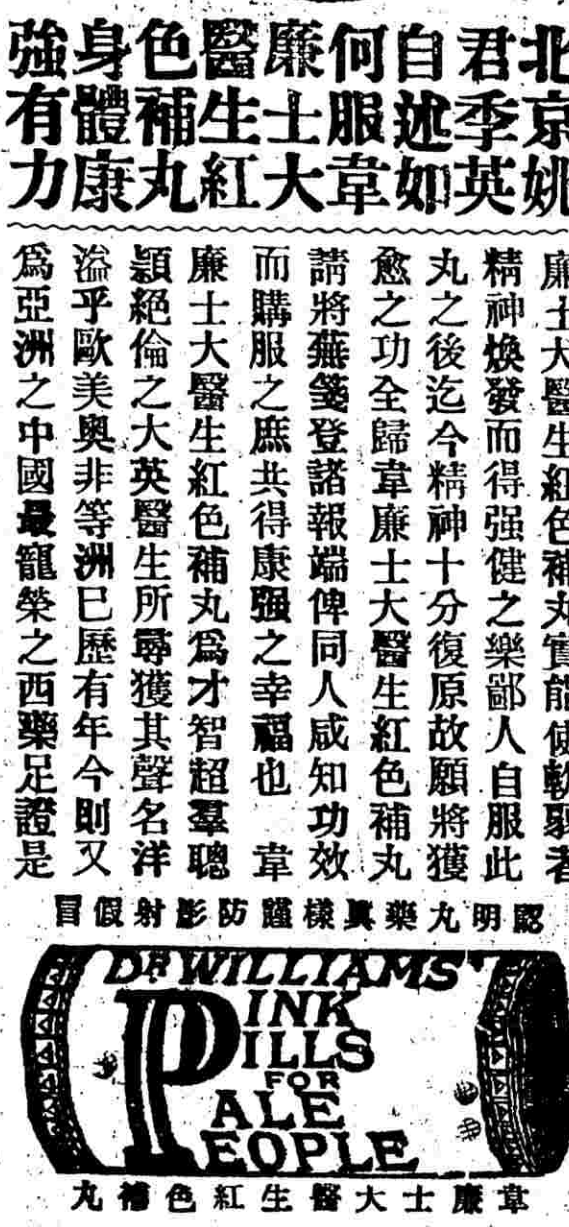 北京姚
君季英
自述如
何服韋
廉士大
醫生紅
色補丸
身體康
強有力
廉士大醫生紅色補丸實能使軟弱者
精神煥發而得强健之樂鄙人自服此
丸之後迄今精神十分復原故願將獲
愈之功全歸韋廉士大醫生紅色補丸
請將蕪箋登諸報端俾同人咸知功效
而購服之庶共得康强之幸福也　韋
廉士大醫生紅色補丸爲才智超羣聰
穎絕倫之大英醫生所尋獲其聲名洋
溢乎歐美奧非等洲已歷有年今則又
爲亞洲之中國最寵榮之西藥足證是
認明丸藥眞樣謹防影射假冒
DR WILLIAMS'
PINK
PILLS
FOR
PALE
PEOPLE
韋廉士大醫生紅色補丸